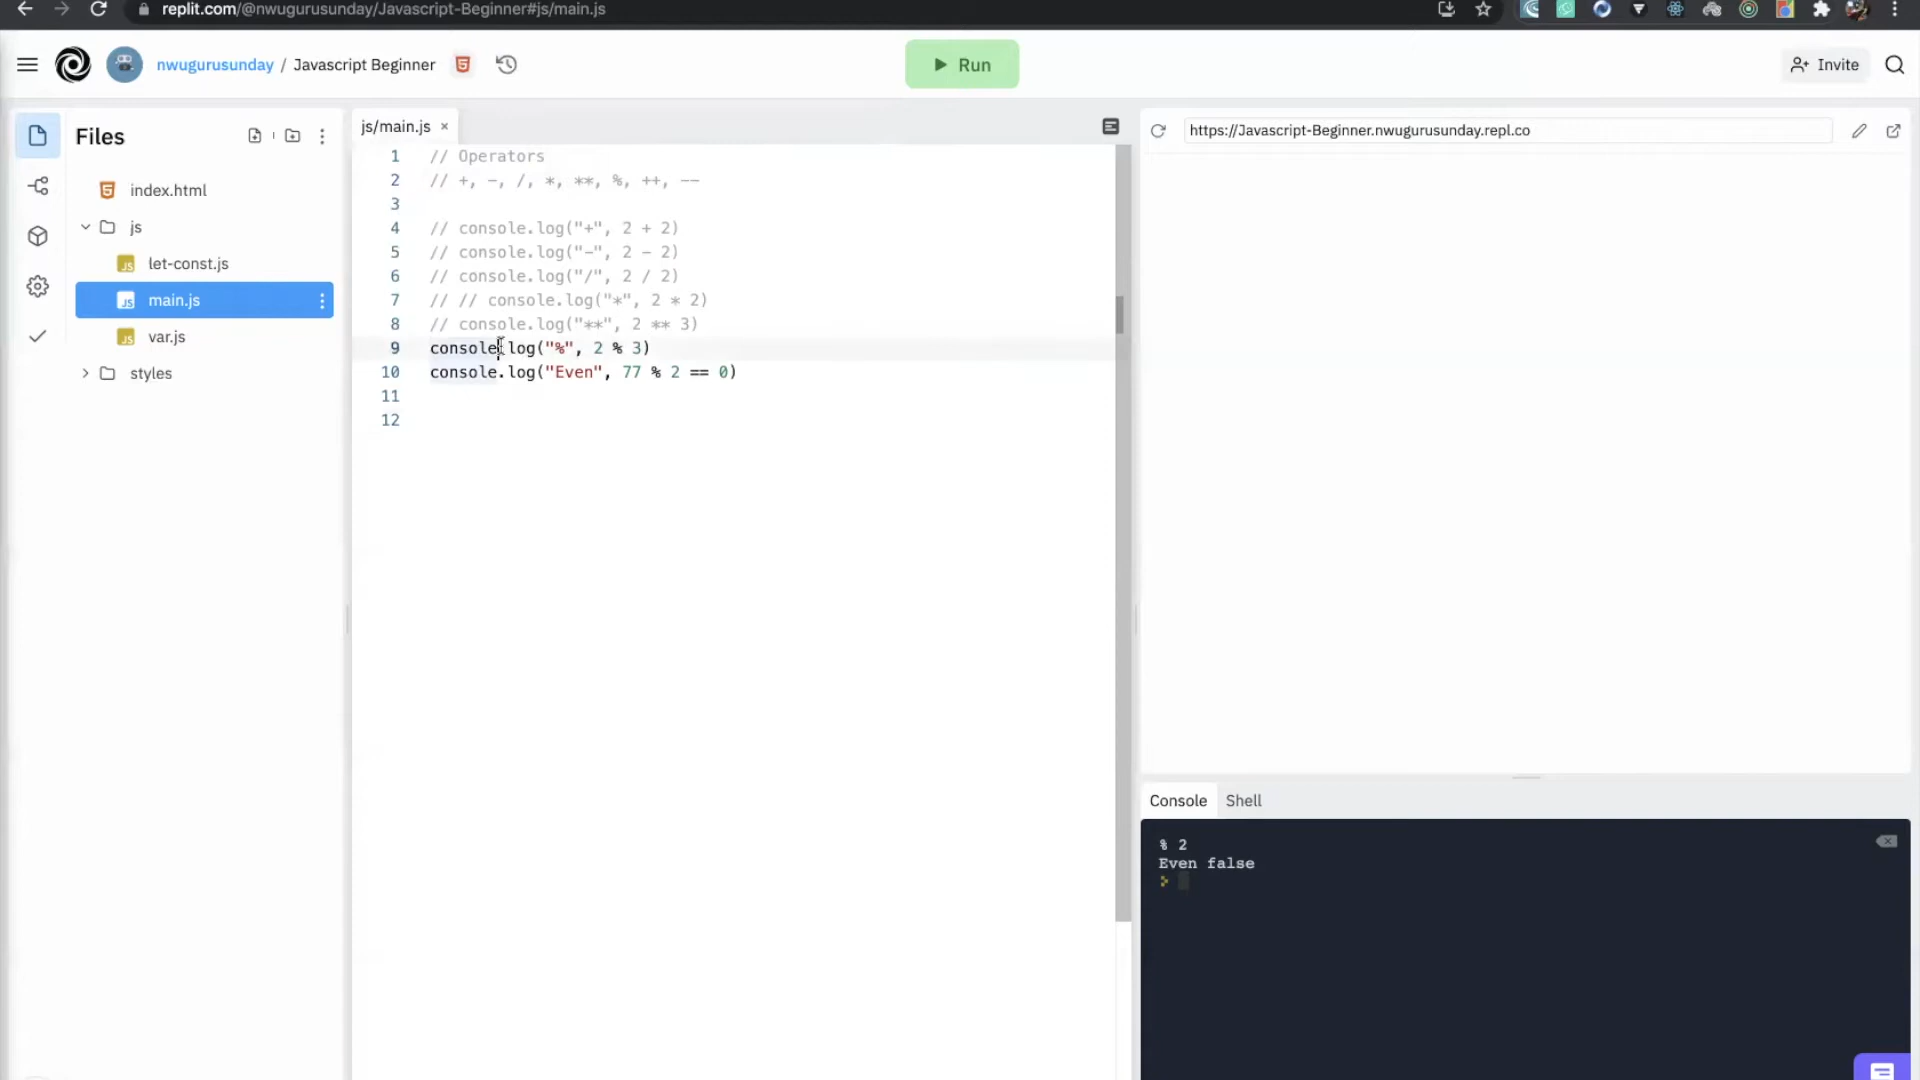 replit.com/@nwugurusunday/Javascript-Beginner#js/main.js
nwugurusunday / Javascript Beginner
Run
Invite
Files
index.html
js
let-const.js
main.js
var.js
styles
js/main.js ×
1 // Operators
2 // +, -, /, *, **, %, ++, --
3
4 // console.log("+", 2 + 2)
5 // console.log("-", 2 - 2)
6 // console.log("/", 2 / 2)
7 // // console.log("*", 2 * 2)
8 // console.log("**", 2 ** 3)
9 console.log("%", 2 % 3)
10 console.log("Even", 77 % 2 == 0)
11
12
https://Javascript-Beginner.nwugurusunday.repl.co
Console Shell
% 2
Even false